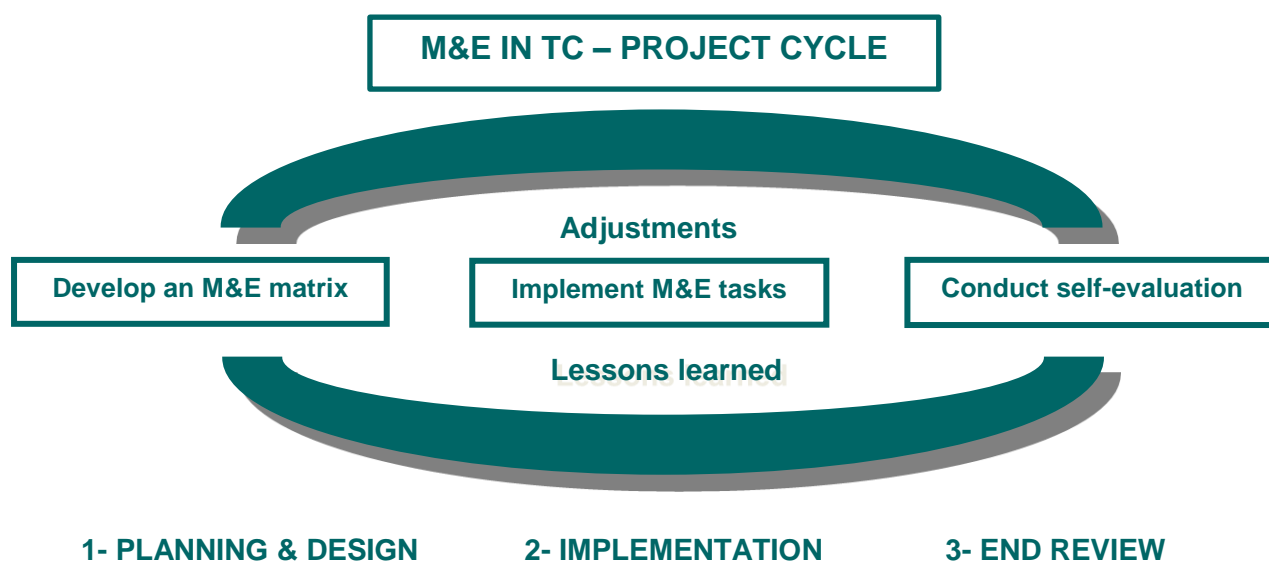 M&E IN TC – PROJECT CYCLE
Adjustments
Develop an M&E matrix
Implement M&E tasks
Conduct self-evaluation
Lessons learned
1- PLANNING & DESIGN
2- IMPLEMENTATION
3- END REVIEW